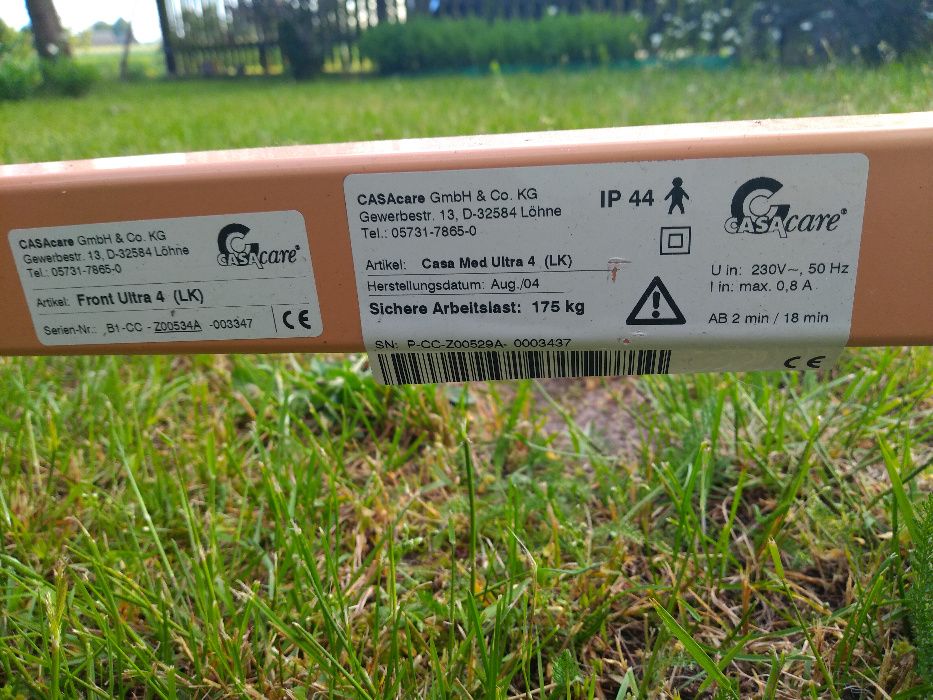 CASAcare GmbH & Co. KG
Gewerbestr. 13, D-32584 Löhne
Tel.: 05731-7865-0
CASAcare®
Artikel: Front Ultra 4 (LK)
Serien-Nr.: B1-CC - Z00534A -003347
CE
CASAcare GmbH & Co. KG
Gewerbestr. 13, D-32584 Löhne
Tel.: 05731-7865-0
IP 44
CASAcare®
Artikel: Casa Med Ultra 4 (LK)
Herstellungsdatum: Aug./04
Sichere Arbeitslast: 175 kg
U in: 230V~, 50 Hz
I in: max. 0,8 A
AB 2 min / 18 min
SN: P-CC-Z00529A- 0003437
CE